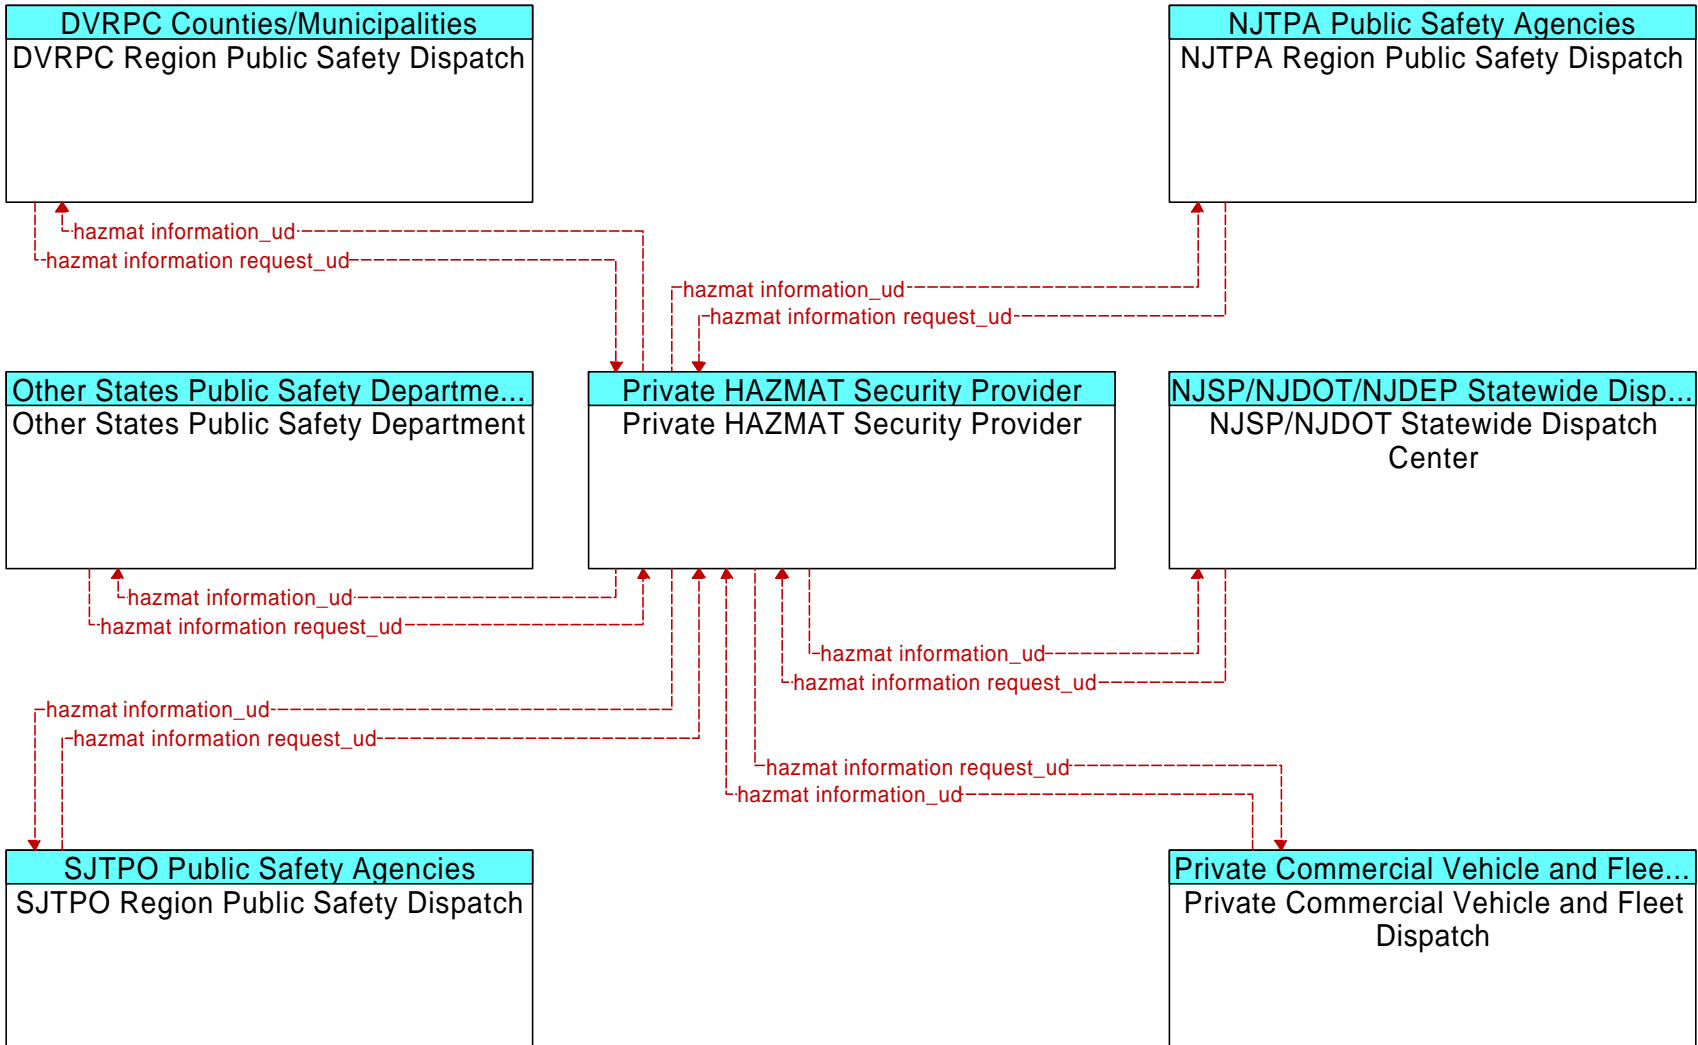 DVRPC Counties/Municipalities
DVRPC Region Public Safety Dispatch
NJTPA Public Safety Agencies
NJTPA Region Public Safety Dispatch
hazmat information_ud
hazmat information request_ud
hazmat information_ud
hazmat information request_ud
Other States Public Safety Departme...
Other States Public Safety Department
Private HAZMAT Security Provider
Private HAZMAT Security Provider
NJSP/NJDOT/NJDEP Statewide Disp...
NJSP/NJDOT Statewide Dispatch
Center
hazmat information_ud
hazmat information request_ud
hazmat information_ud
hazmat information request_ud
hazmat information_ud
hazmat information request_ud
hazmat information request_ud
hazmat information_ud
SJTPO Public Safety Agencies
SJTPO Region Public Safety Dispatch
Private Commercial Vehicle and Flee...
Private Commercial Vehicle and Fleet
Dispatch